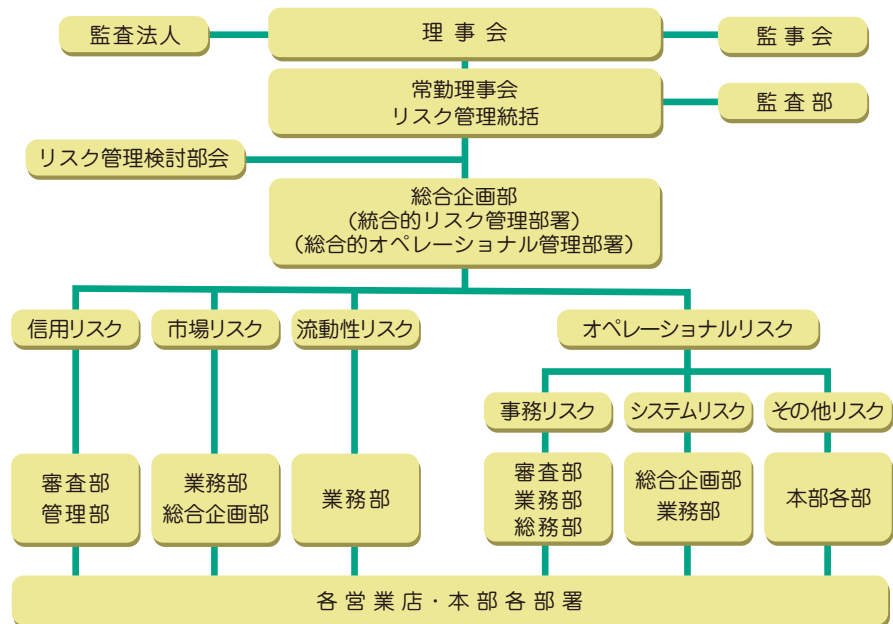 監査法人
理事会
監事会
常勤理事会
リスク管理統括
監査部
リスク管理検討部会
総合企画部
(統合的リスク管理部署)
(総合的オペレーショナル管理部署)
信用リスク
市場リスク
流動性リスク
オペレーショナルリスク
事務リスク
システムリスク
その他リスク
審査部
管理部
業務部
総合企画部
業務部
審査部
業務部
総務部
総合企画部
業務部
本部各部
各営業店・本部各部署